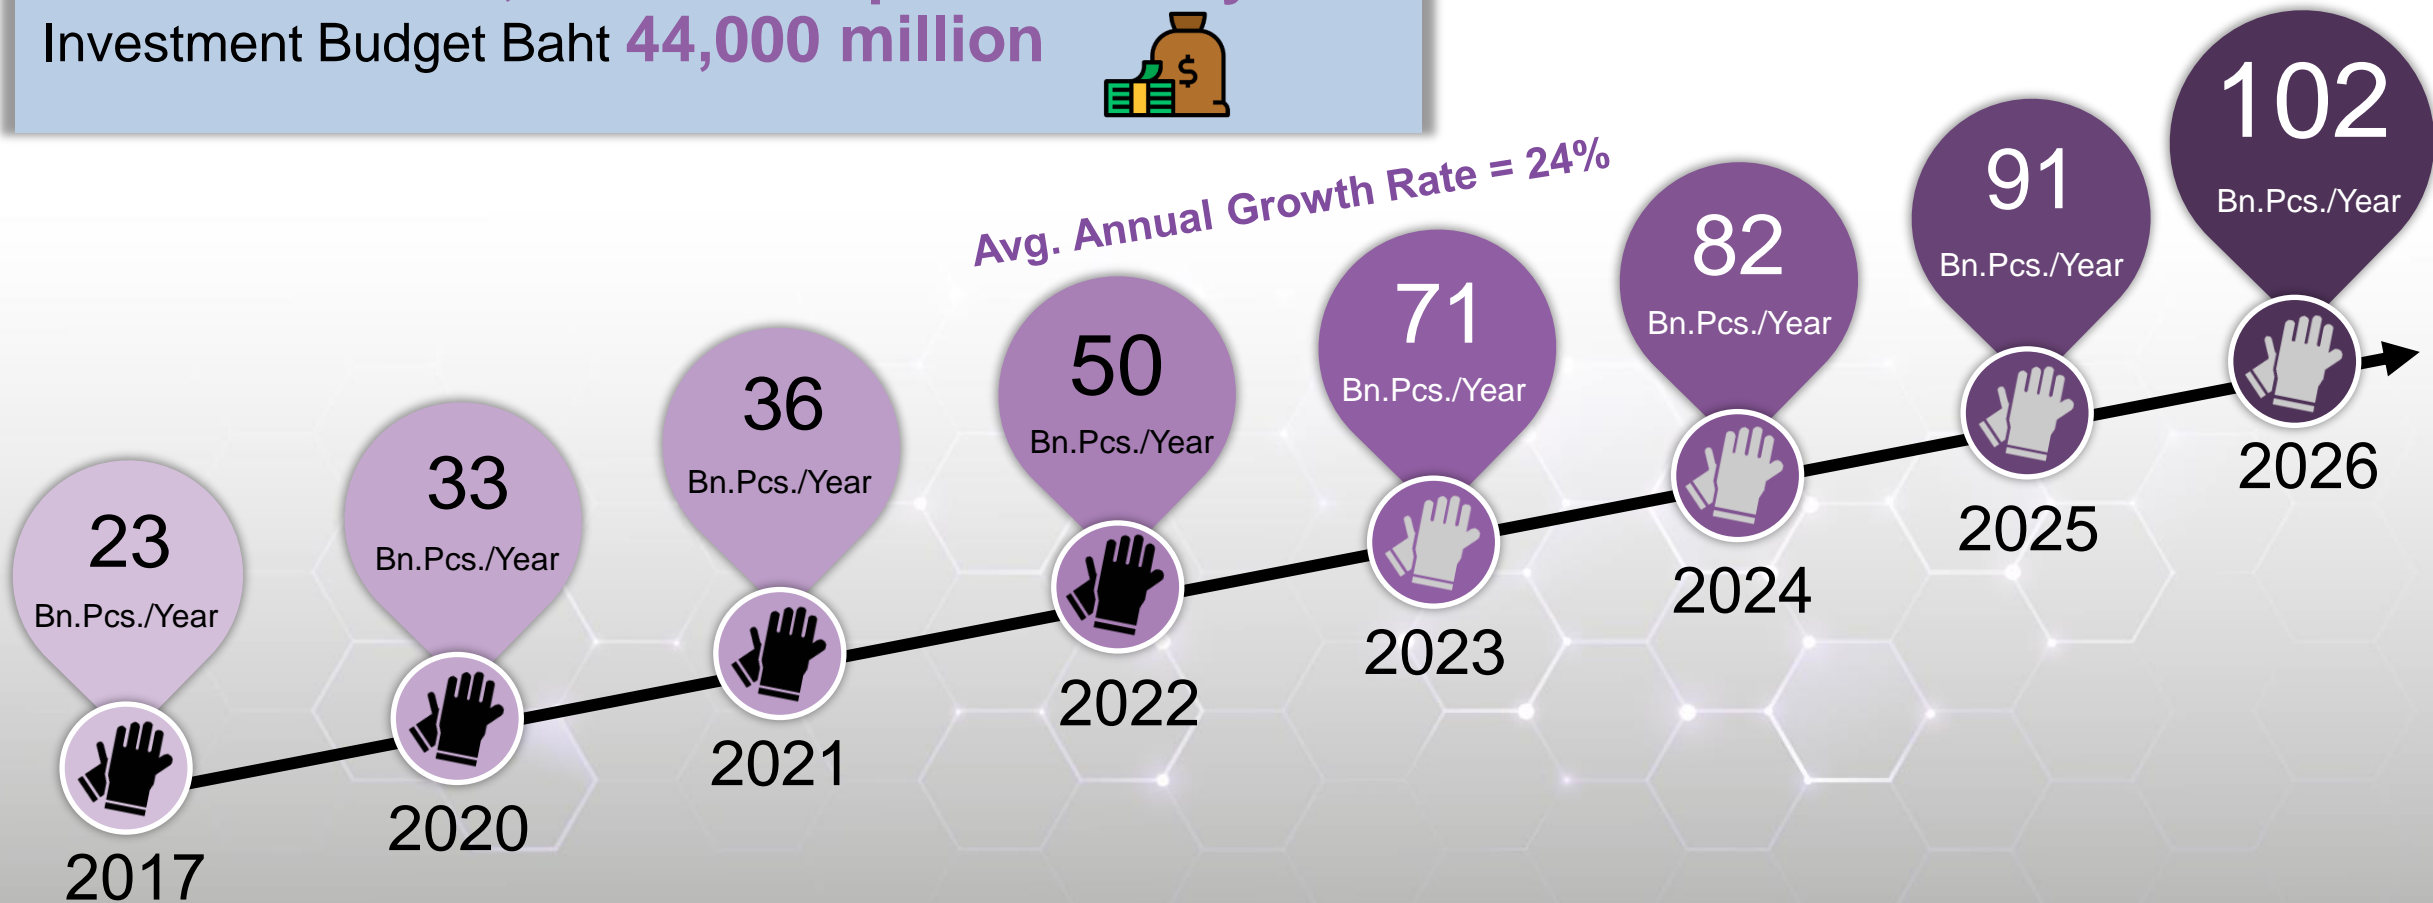 Investment Budget Baht 44,000 million
$
Avg. Annual Growth Rate = 24%
23
Bn.Pcs./Year
2017
33
Bn.Pcs./Year
2020
36
Bn.Pcs./Year
2021
50
Bn.Pcs./Year
2022
71
Bn.Pcs./Year
2023
82
Bn.Pcs./Year
2024
91
Bn.Pcs./Year
2025
102
Bn.Pcs./Year
2026